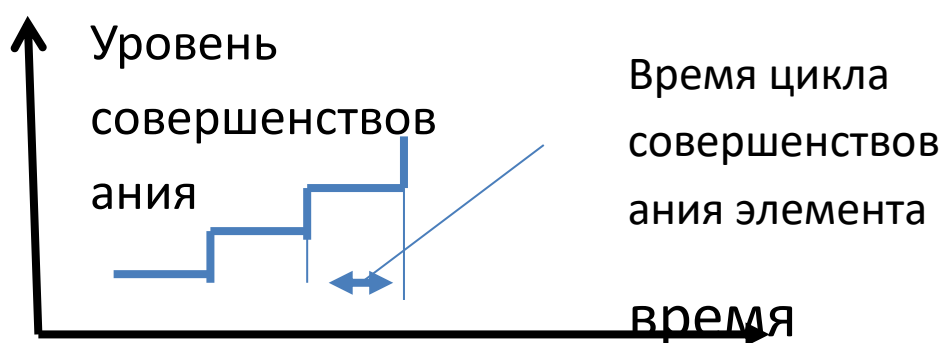 Уровень
совершенствов
ания
Время цикла
совершенствов
ания элемента
время